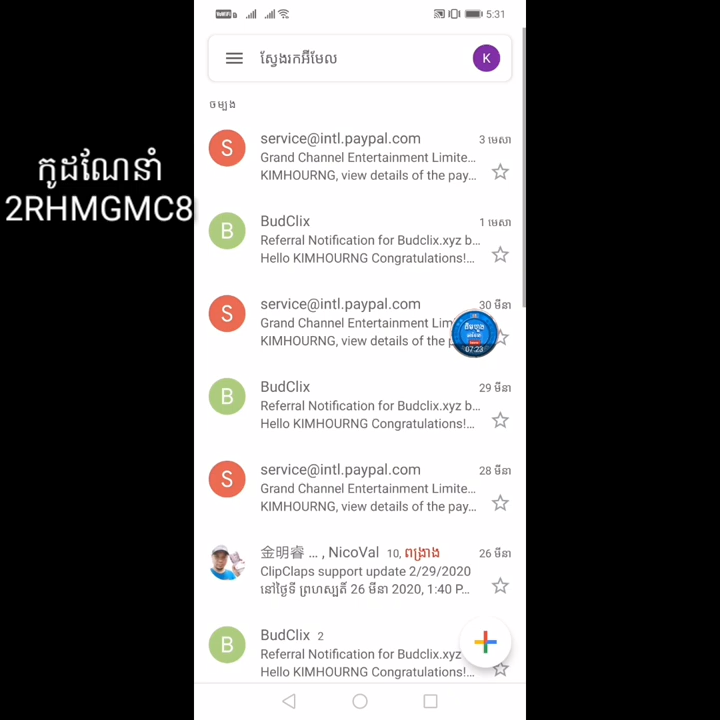 5:31
ស្វែងរកអ៊ីមែល
K
ចម្បង
កូដណែនាំ
2RHMGMC8
S
service@intl.paypal.com
3 មេសា
Grand Channel Entertainment Limite...
KIMHOURNG, view details of the pay...
B
BudClix
1 មេសា
Referral Notification for Budclix.xyz b...
Hello KIMHOURNG Congratulations!...
S
service@intl.paypal.com
30 មីនា
Grand Channel Entertainment Lim
KIMHOURNG, view details of the
07:23
B
BudClix
29 មីនា
Referral Notification for Budclix.xyz b...
Hello KIMHOURNG Congratulations!...
S
service@intl.paypal.com
28 មីនា
Grand Channel Entertainment Limite...
KIMHOURNG, view details of the pay...
金明睿 ... , NicoVal 10, ពង្រាង
26 មីនា
ClipClaps support update 2/29/2020
នៅថ្ងៃទី ព្រហស្បតិ៍ 26 មីនា 2020, 1:40 P...
B
BudClix 2
Referral Notification for Budclix.xyz
Hello KIMHOURNG Congratulations!...